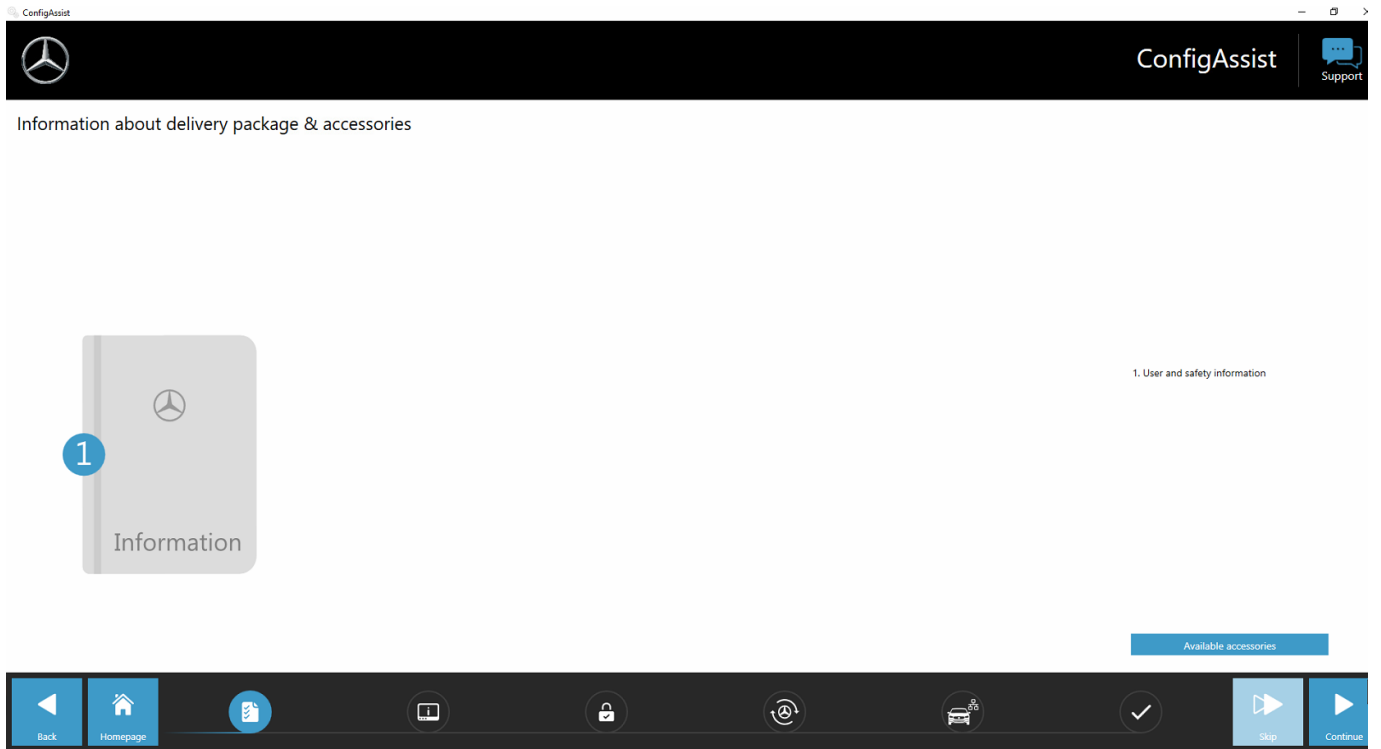 ConfigAssist
ConfigAssist
Support
Information about delivery package & accessories
1
Information
1. User and safety information
Available accessories
Back
Homepage
Skip
Continue